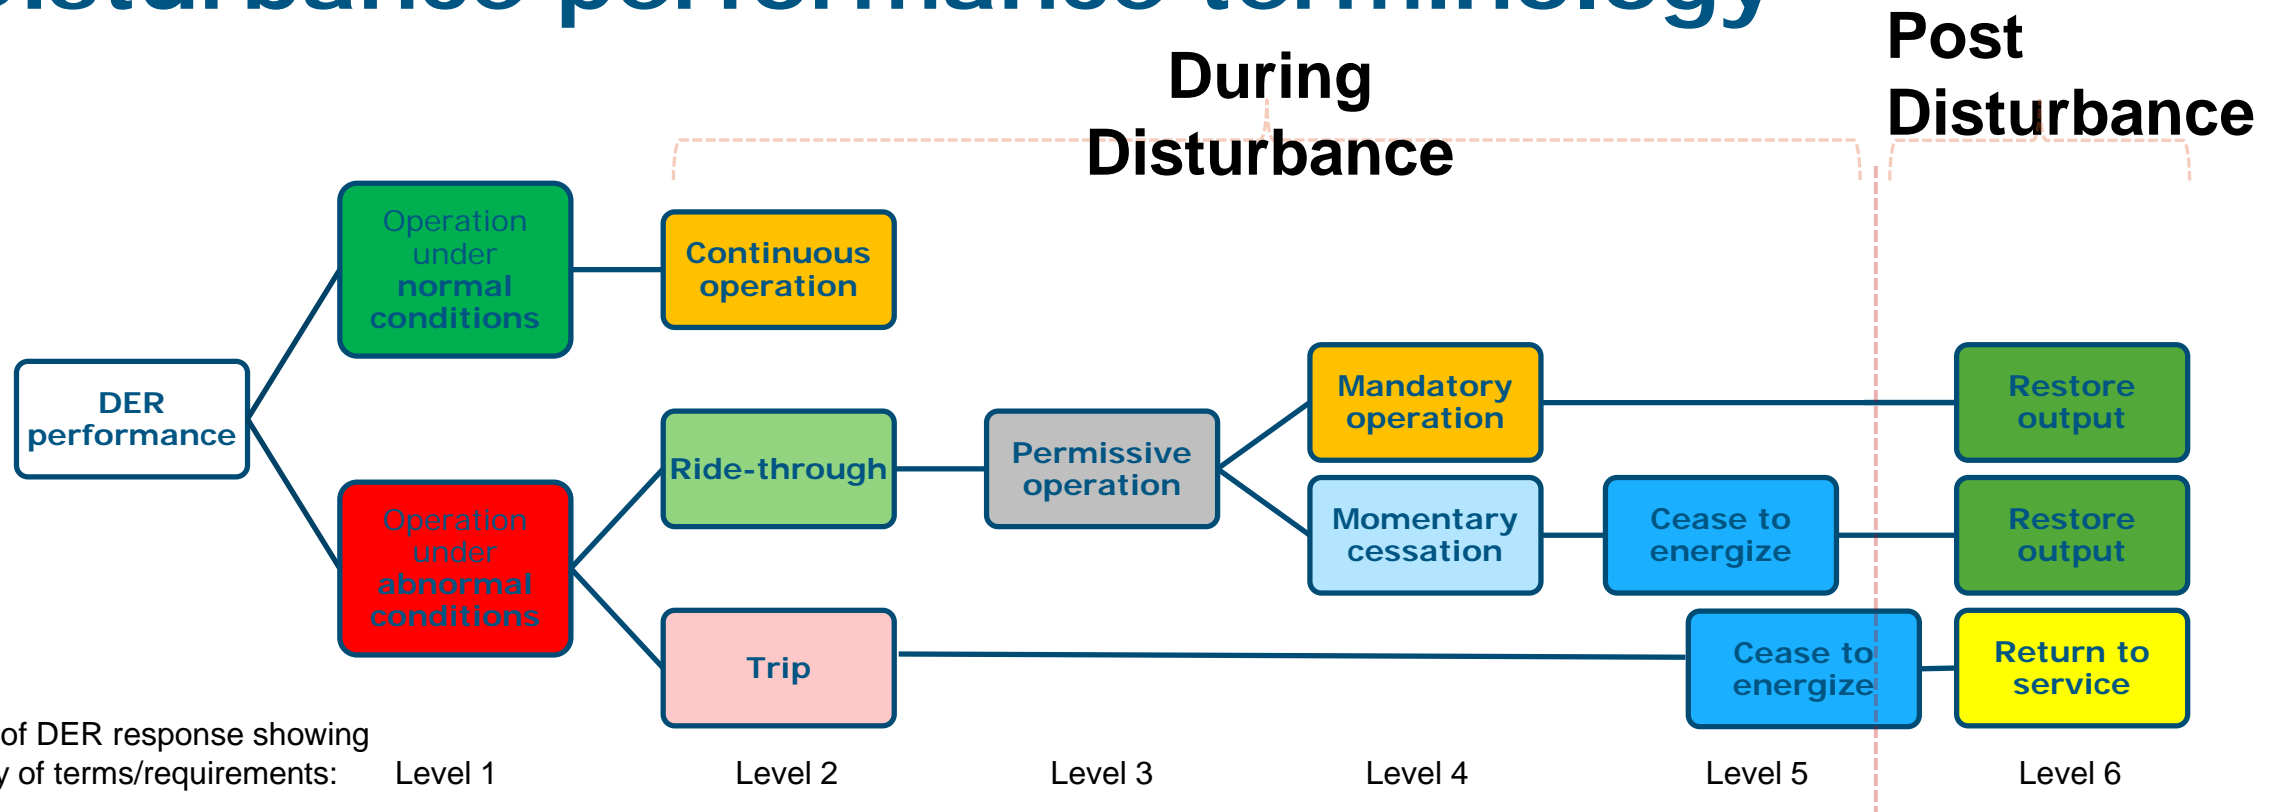 performance terminology
During
Disturbance
Post
Disturbance
Operation
under
normal
conditions
Continuous
operation
DER
performance
Mandatory
operation
Restore
output
Ride-through
Permissive
operation
Operation
under
abnormal
conditions
Momentary
cessation
Cease to
energize
Restore
output
Trip
Cease to
energize
Return to
service
of DER response showing
of terms/requirements:
Level 1
Level 2
Level 3
Level 4
Level 5
Level 6